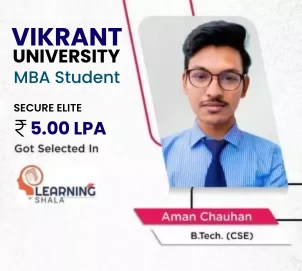 VIKRANT
UNIVERSITY
MBA Student
SECURE ELITE
₹ 5.00 LPA
Got Selected In
LEARNING
SHALA
Aman Chauhan
B.Tech. (CSE)